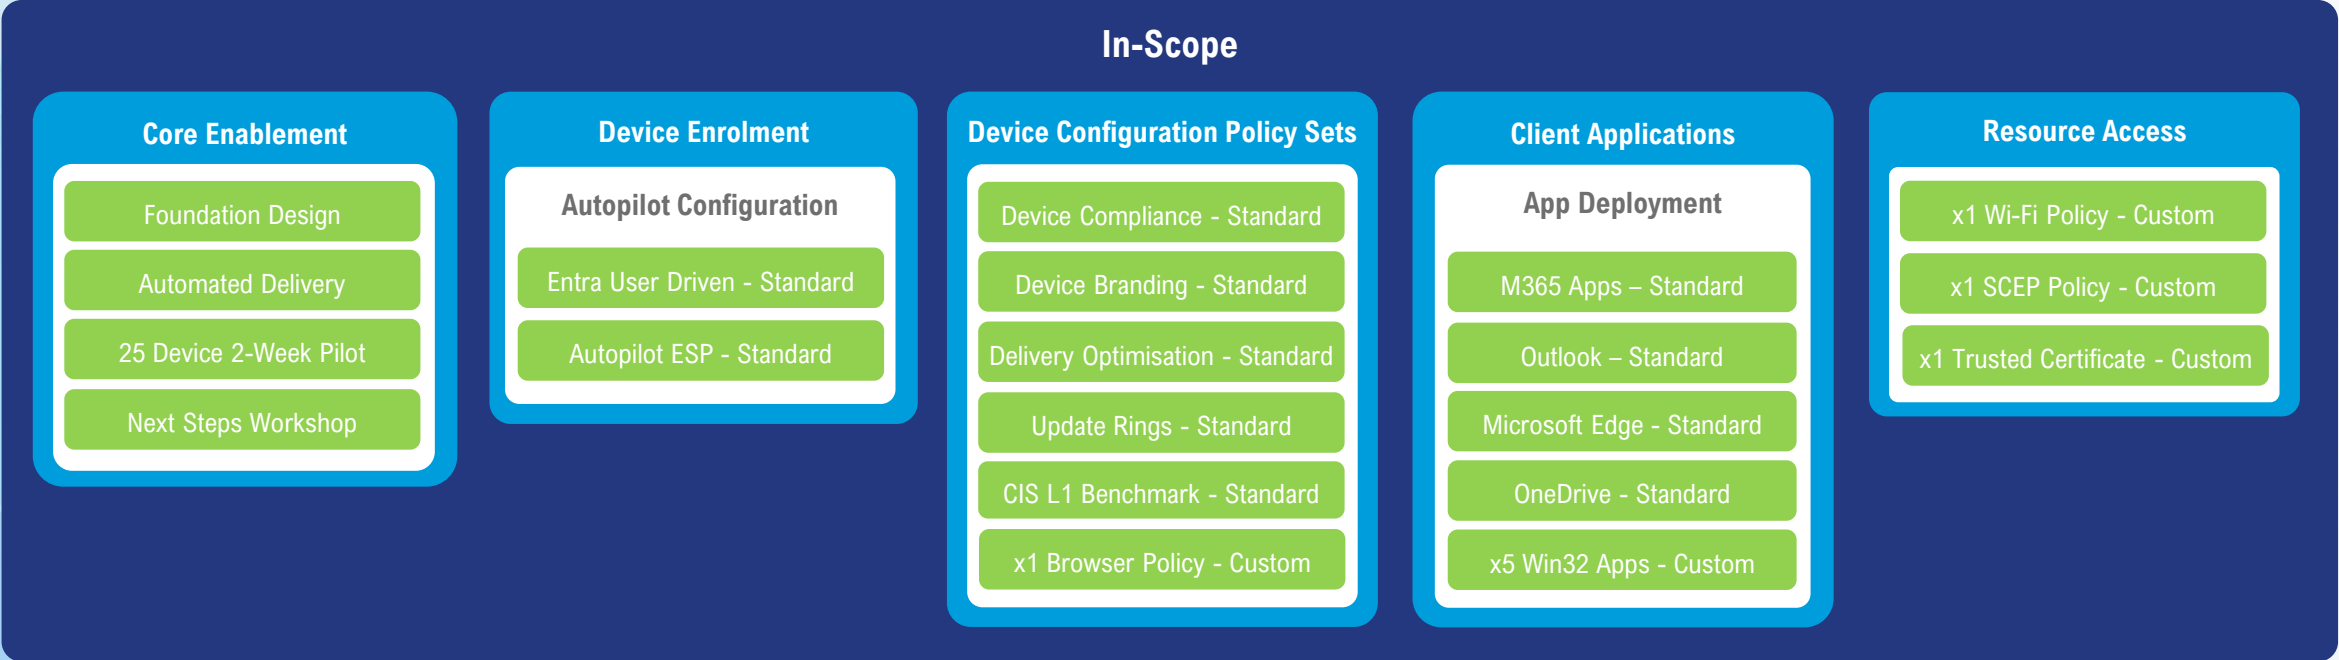 In-Scope
Core Enablement
Foundation Design
Automated Delivery
25 Device 2-Week Pilot
Next Steps Workshop
Device Enrolment
Autopilot Configuration
Entra User Driven - Standard
Autopilot ESP - Standard
Device Configuration Policy Sets
Device Compliance - Standard
Device Branding - Standard
Delivery Optimisation - Standard
Update Rings - Standard
CIS L1 Benchmark - Standard
x1 Browser Policy - Custom
Client Applications
App Deployment
M365 Apps – Standard
Outlook – Standard
Microsoft Edge - Standard
OneDrive - Standard
x5 Win32 Apps - Custom
Resource Access
x1 Wi-Fi Policy - Custom
x1 SCEP Policy - Custom
x1 Trusted Certificate - Custom